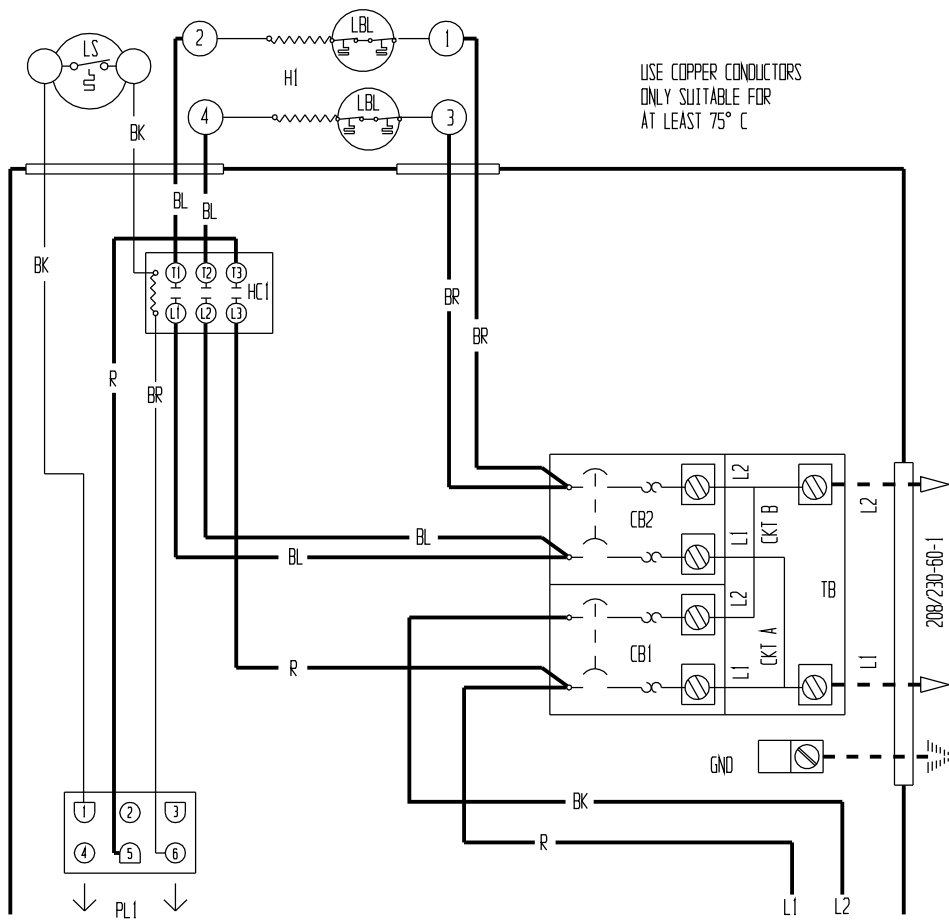 LS
2
LBL
1
H1
USE COPPER CONDUCTORS
ONLY SUITABLE FOR
AT LEAST 75° C
4
LBL
3
BK
BL
BL
BK
T1 T2 T3
HC1
L1 L2 L3
BR
BR
R
BR
L2
CKT B
L2
CB2
BL
L1
BL
208/230-60-1
TB
L2
CB1
CKT A
L1
L1
R
GND
BK
R
1 2 3
4 5 6
PL1
L1 L2